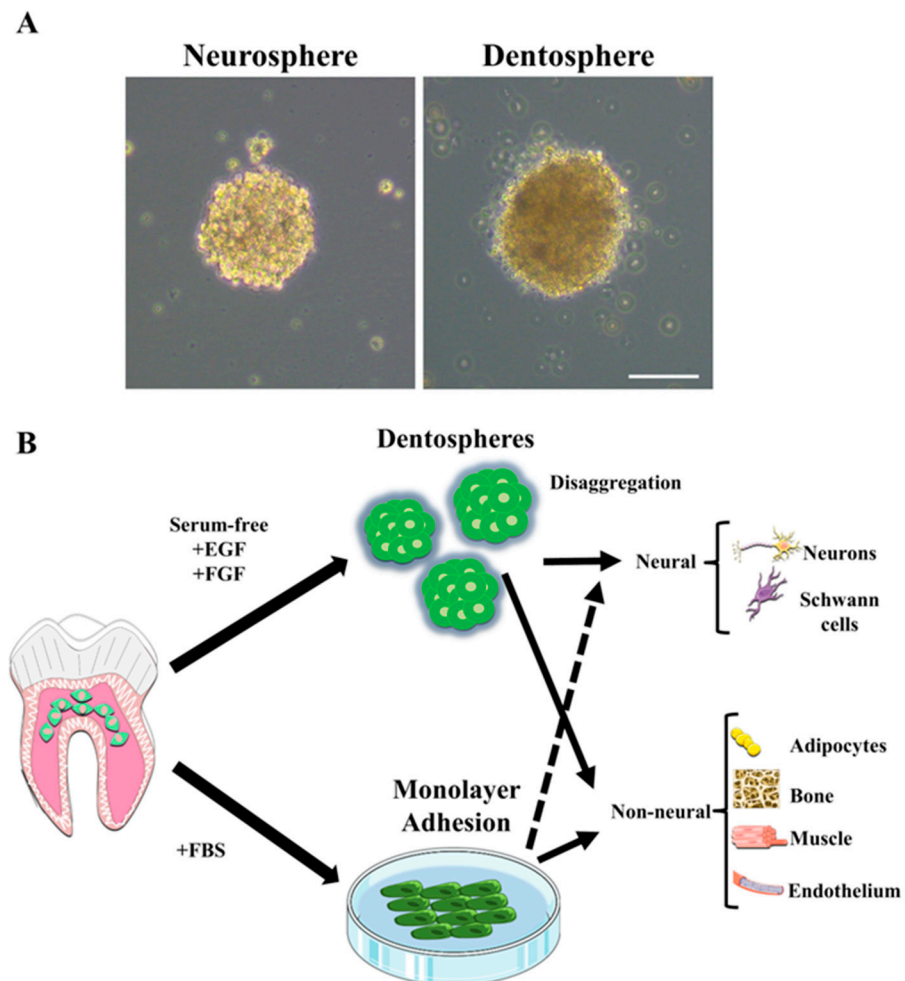 A
Neurosphere
Dentosphere
B
Dentospheres
Disaggregation
Serum-free
+EGF
+FGF
Neural
Neurons
Schwann
cells
Monolayer
Adhesion
+FBS
Non-neural
Adipocytes
Bone
Muscle
Endothelium